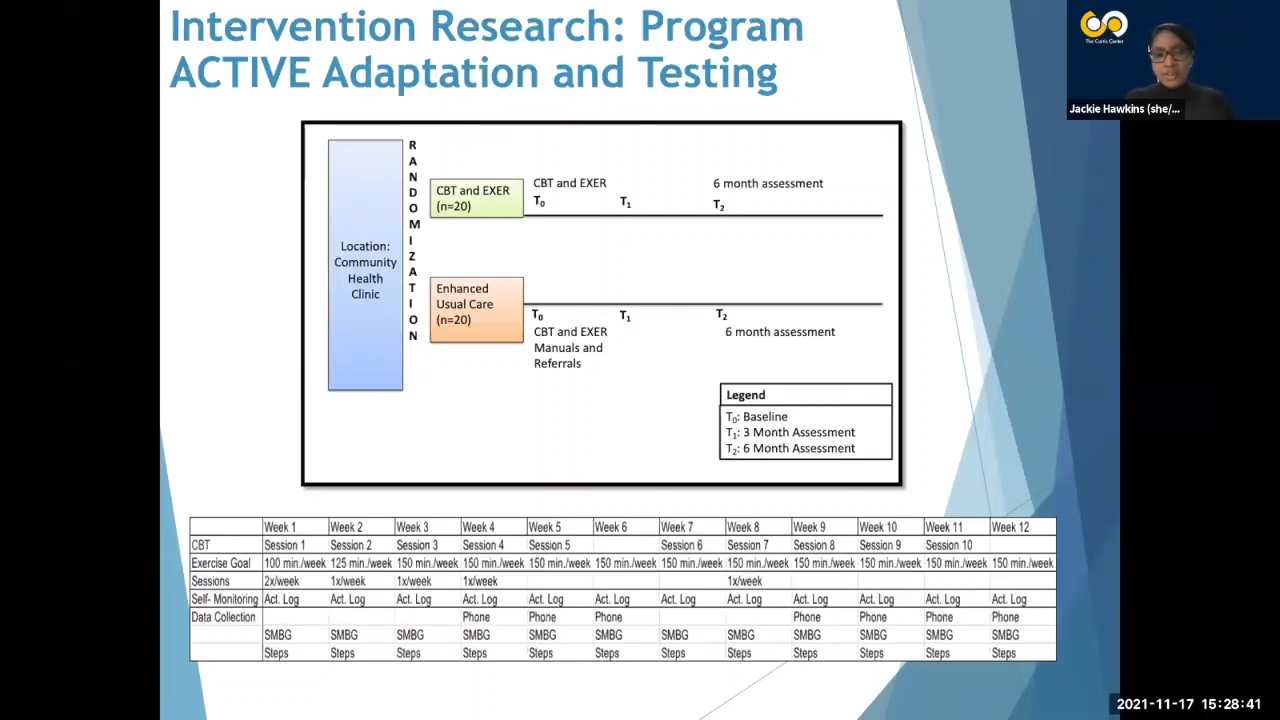 Intervention Research: Program
ACTIVE Adaptation and Testing
The Curtis Center
Jackie Hawkins (she/...
Location:
Community
Health
Clinic
RANDOMIZATION
CBT and EXER
(n=20)
CBT and EXER
T0
T1
6 month assessment
T2
Enhanced
Usual Care
(n=20)
T0
CBT and EXER
Manuals and
Referrals
T1
T2
6 month assessment
Legend
T0: Baseline
T1: 3 Month Assessment
T2: 6 Month Assessment
Week 1 Week 2 Week 3 Week 4 Week 5 Week 6 Week 7 Week 8 Week 9 Week 10 Week 11 Week 12
CBT Session 1 Session 2 Session 3 Session 4 Session 5 Session 6 Session 7 Session 8 Session 9 Session 10
Exercise Goal 100 min./week 125 min./week 150 min./week 150 min./week 150 min./week 150 min./week 150 min./week 150 min./week 150 min./week 150 min./week 150 min./week 150 min./week
Sessions 2x/week 1x/week 1x/week 1x/week 1x/week
Self- Monitoring Act. Log Act. Log Act. Log Act. Log Act. Log Act. Log Act. Log Act. Log Act. Log Act. Log Act. Log Act. Log
Data Collection Phone Phone Phone Phone Phone Phone Phone
SMBG SMBG SMBG SMBG SMBG SMBG SMBG SMBG SMBG SMBG SMBG SMBG
Steps Steps Steps Steps Steps Steps Steps Steps Steps Steps Steps Steps
2021-11-17 15:28:41